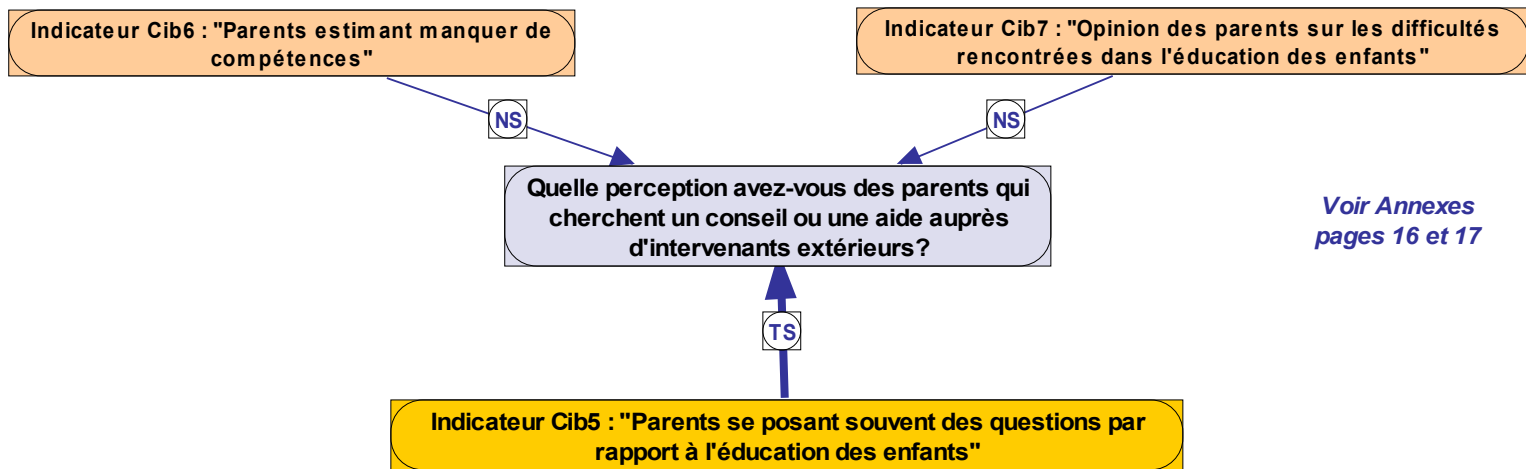 Indicateur Cib6 : "Parents estimant manquer de
compétences"
Indicateur Cib7 : "Opinion des parents sur les difficultés
rencontrées dans l'éducation des enfants"
NS
NS
Quelle perception avez-vous des parents qui
cherchent un conseil ou une aide auprès
d'intervenants extérieurs?
Voir Annexes
pages 16 et 17
TS
Indicateur Cib5 : "Parents se posant souvent des questions par
rapport à l'éducation des enfants"